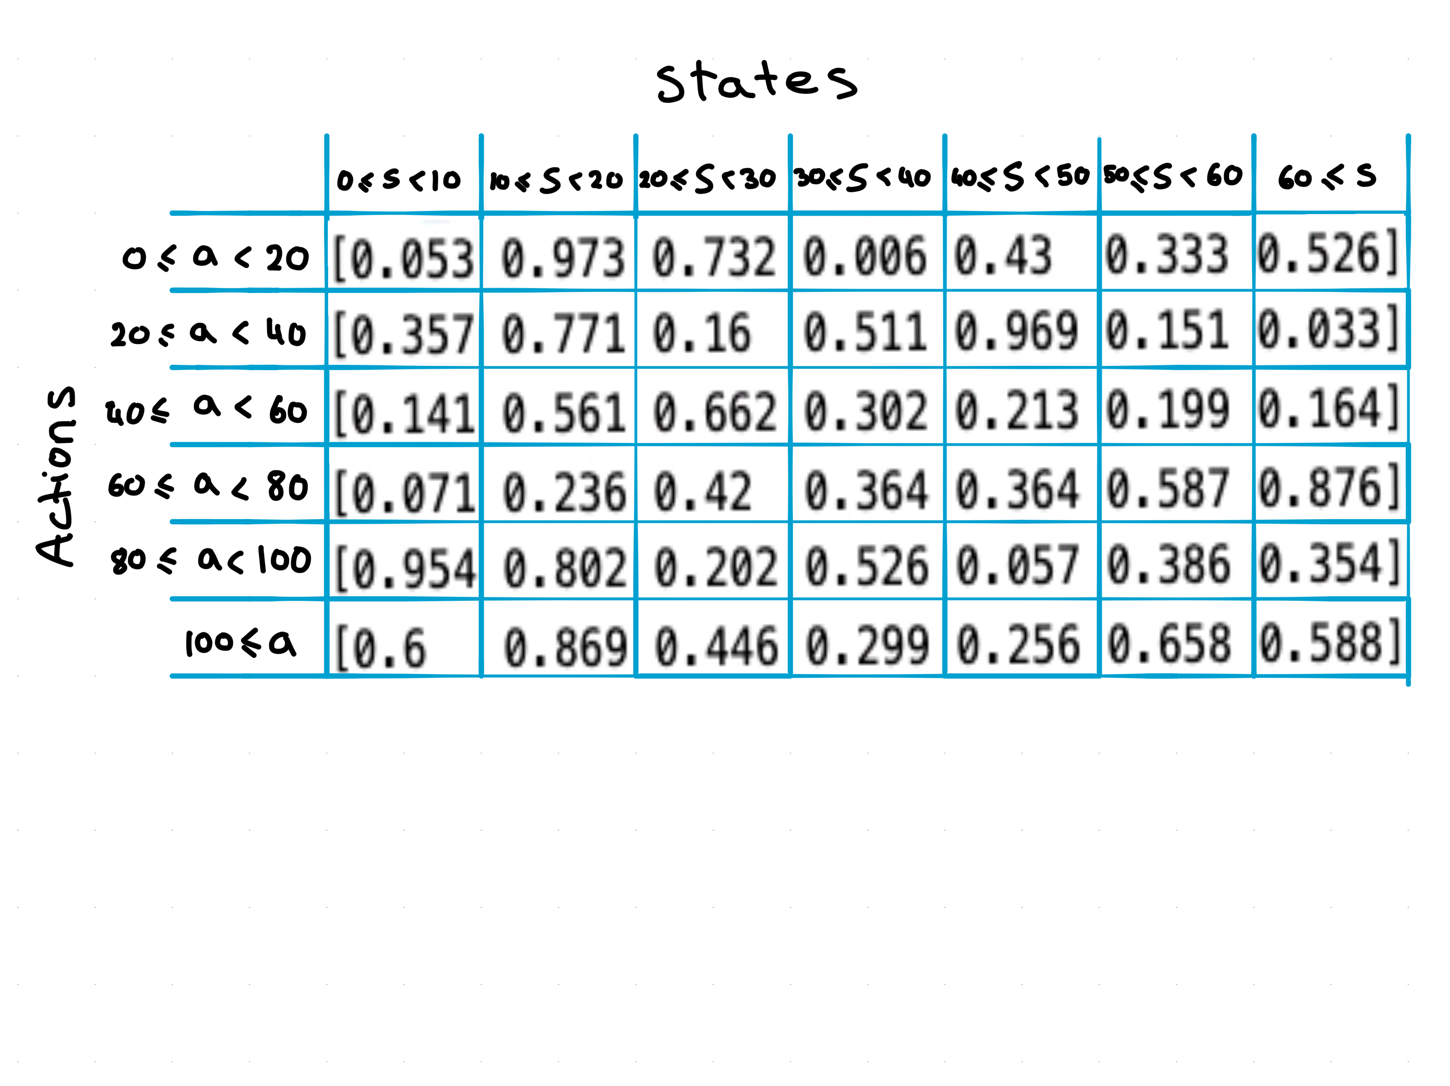 states
0≤s<10 10≤S<20 20≤S<30 30≤S<40 40≤S<50 50≤S<60 60≤S
0≤a<20 [0.053 0.973 0.732 0.006 0.43 0.333 0.526]
20≤a<40 [0.357 0.771 0.16 0.511 0.969 0.151 0.033]
40≤a<60 [0.141 0.561 0.662 0.302 0.213 0.199 0.164]
60≤a<80 [0.071 0.236 0.42 0.364 0.364 0.587 0.876]
80≤a<100 [0.954 0.802 0.202 0.526 0.057 0.386 0.354]
100≤a [0.6 0.869 0.446 0.299 0.256 0.658 0.588]
Actions